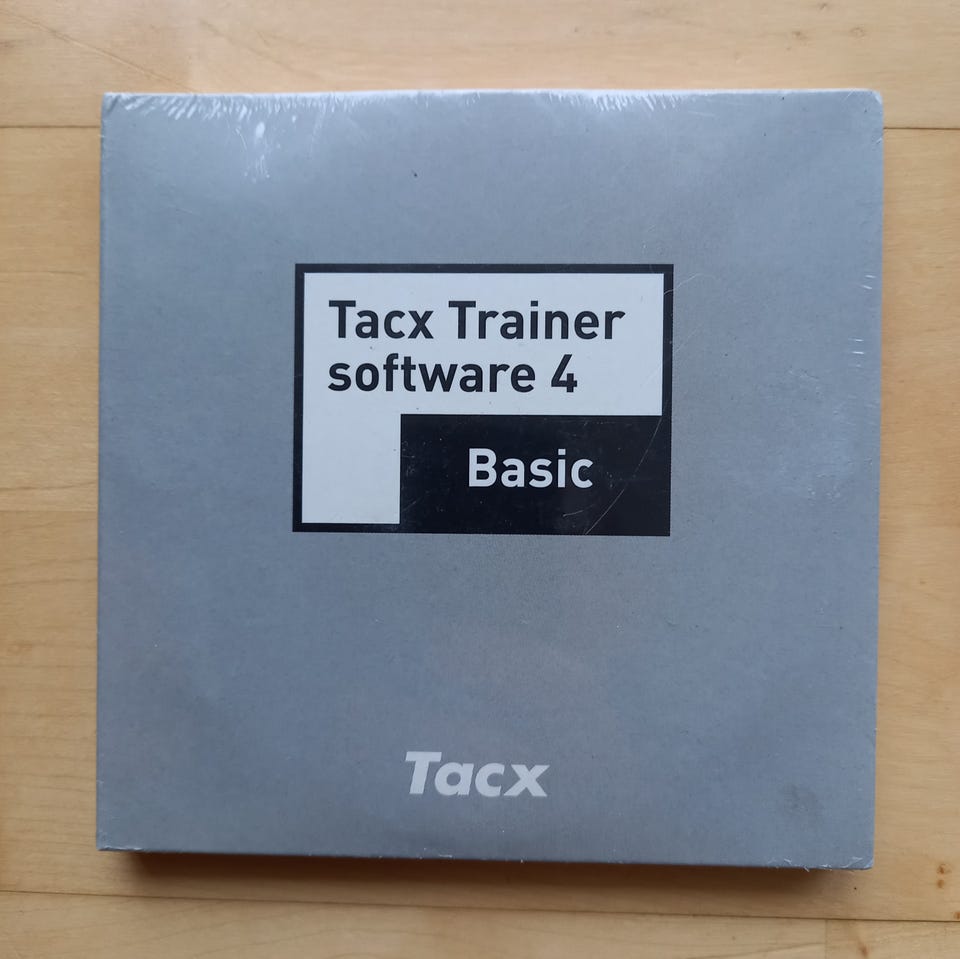 Tacx Trainer
software 4
Basic
Tacx